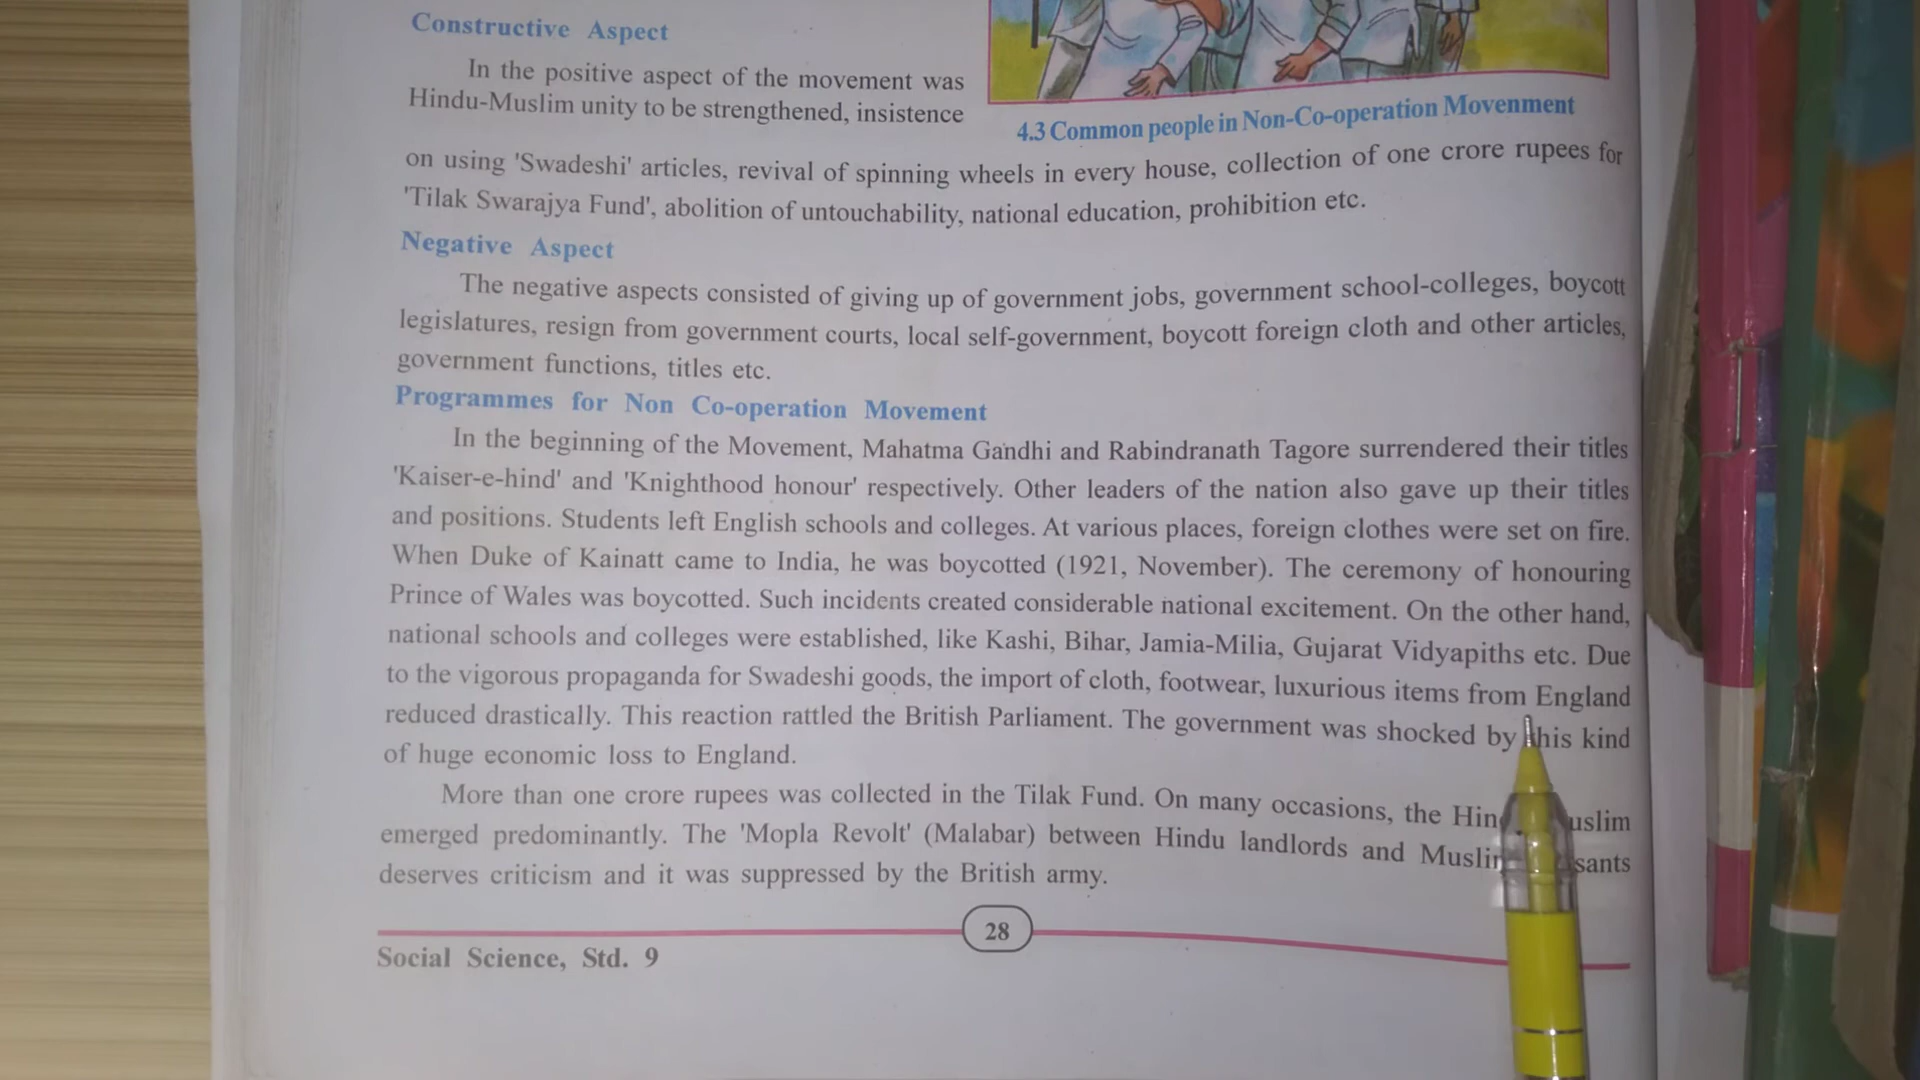 Constructive Aspect
In the positive aspect of the movement was
Hindu-Muslim unity to be strengthened, insistence
4.3 Common people in Non-Co-operation Movenment
on using 'Swadeshi' articles, revival of spinning wheels in every house, collection of one crore rupees for
'Tilak Swarajya Fund', abolition of untouchability, national education, prohibition etc.
Negative Aspect
The negative aspects consisted of giving up of government jobs, government school-colleges, boycott
legislatures, resign from government courts, local self-government, boycott foreign cloth and other articles,
government functions, titles etc.
Programmes for Non Co-operation Movement
In the beginning of the Movement, Mahatma Gandhi and Rabindranath Tagore surrendered their titles
'Kaiser-e-hind' and 'Knighthood honour' respectively. Other leaders of the nation also gave up their titles
and positions. Students left English schools and colleges. At various places, foreign clothes were set on fire.
When Duke of Kainatt came to India, he was boycotted (1921, November). The ceremony of honouring
Prince of Wales was boycotted. Such incidents created considerable national excitement. On the other hand,
national schools and colleges were established, like Kashi, Bihar, Jamia-Milia, Gujarat Vidyapiths etc. Due
to the vigorous propaganda for Swadeshi goods, the import of cloth, footwear, luxurious items from England
reduced drastically. This reaction rattled the British Parliament. The government was shocked by this kind
of huge economic loss to England.
More than one crore rupees was collected in the Tilak Fund. On many occasions, the
emerged predominantly. The 'Mopla Revolt' (Malabar) between Hindu landlords and
deserves criticism and it was suppressed by the British army.
28
Social Science, Std. 9